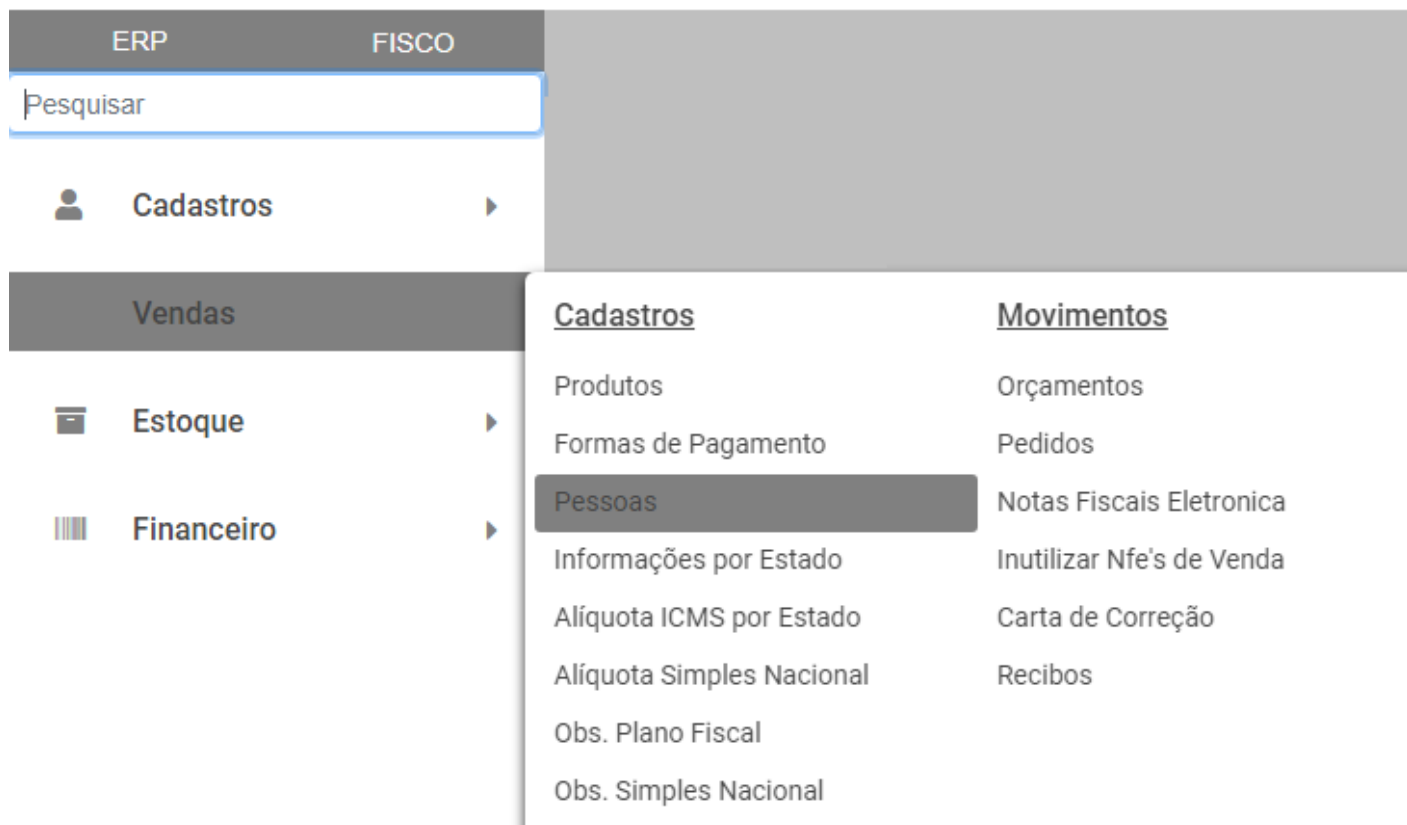 ERP FISCO
Pesquisar
Cadastros
Vendas
Estoque
Financeiro
Cadastros
Produtos
Formas de Pagamento
Pessoas
Informações por Estado
Alíquota ICMS por Estado
Alíquota Simples Nacional
Obs. Plano Fiscal
Obs. Simples Nacional
Movimentos
Orçamentos
Pedidos
Notas Fiscais Eletronica
Inutilizar Nfe's de Venda
Carta de Correção
Recibos